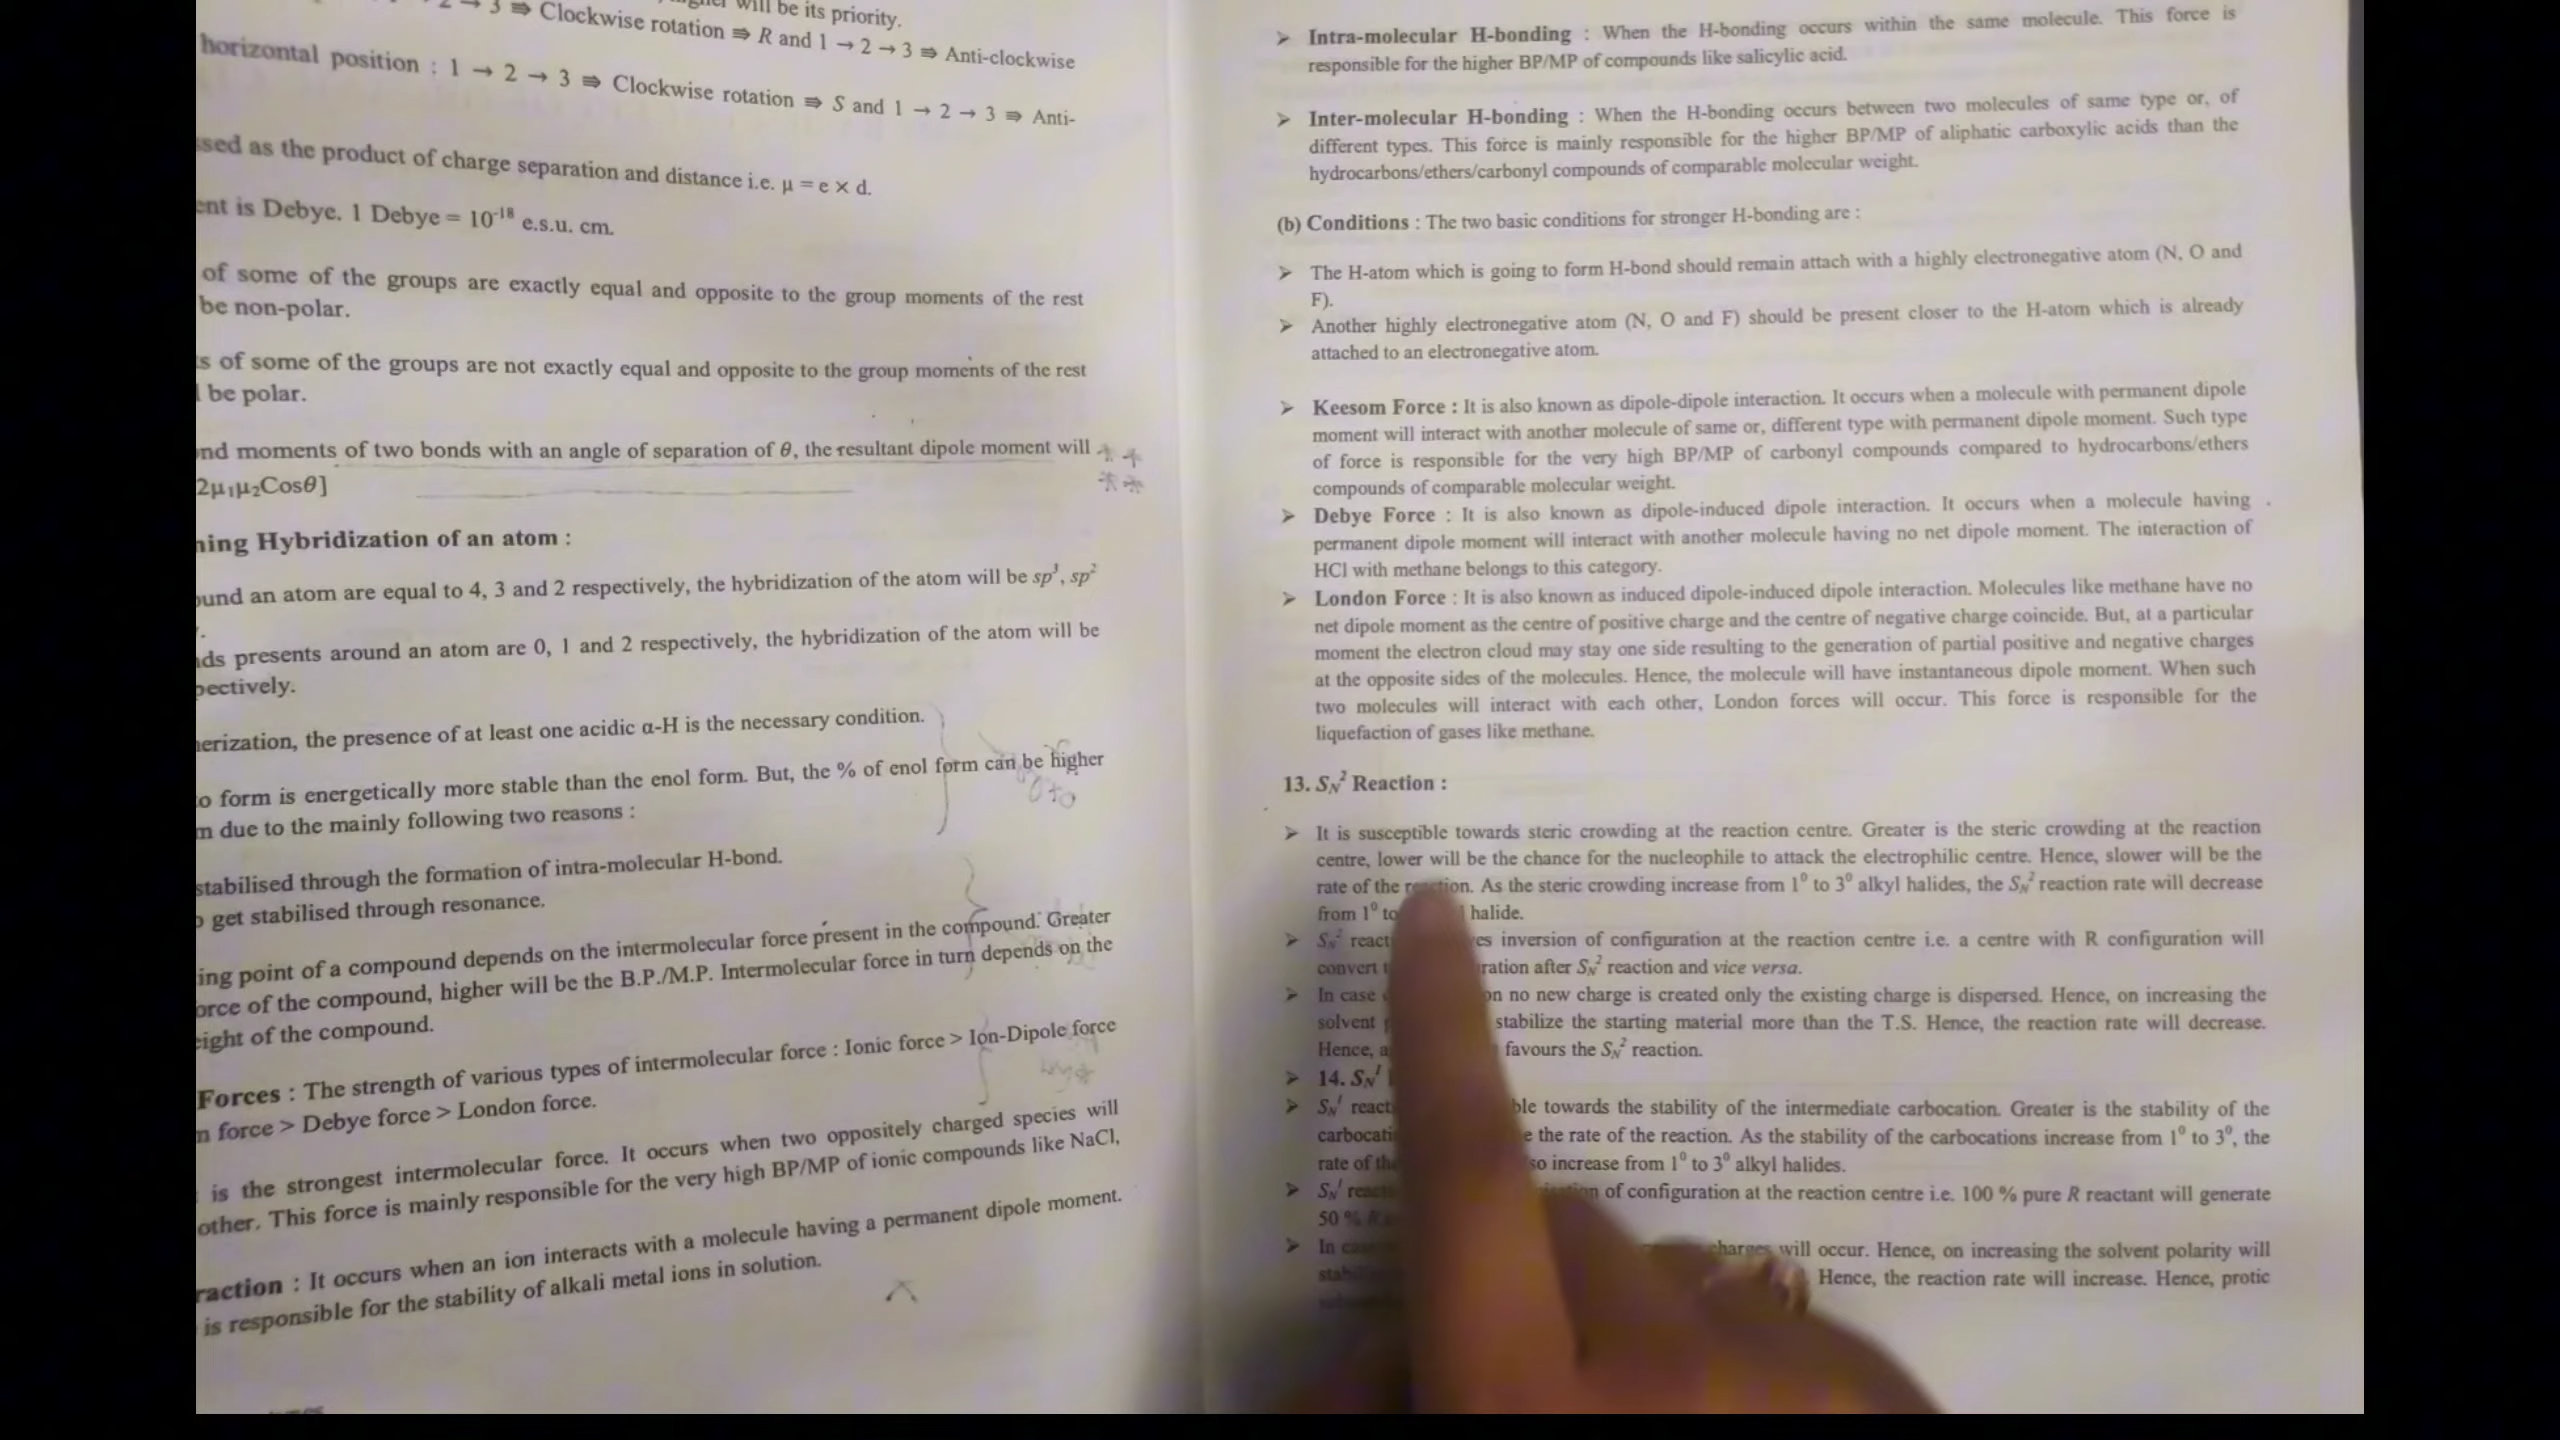 will be its priority.
→ 3 ⇒ Clockwise rotation ⇒ R and 1 → 2 → 3 ⇒ Anti-clockwise
horizontal position : 1 → 2 → 3 ⇒ Clockwise rotation ⇒ S and 1 → 2 → 3 ⇒ Anti-
as the product of charge separation and distance i.e. μ = e × d.
is Debye. 1 Debye = 10⁻¹⁸ e.s.u. cm.
of some of the groups are exactly equal and opposite to the group moments of the rest
be non-polar.
of some of the groups are not exactly equal and opposite to the group moments of the rest
be polar.
moments of two bonds with an angle of separation of θ, the resultant dipole moment will
2μ₁μ₂Cosθ]
Hybridization of an atom :
an atom are equal to 4, 3 and 2 respectively, the hybridization of the atom will be sp³, sp²
presents around an atom are 0, 1 and 2 respectively, the hybridization of the atom will be
the presence of at least one acidic α-H is the necessary condition.
form is energetically more stable than the enol form. But, the % of enol form can be higher
due to the mainly following two reasons :
stabilised through the formation of intra-molecular H-bond.
get stabilised through resonance.
point of a compound depends on the intermolecular force present in the compound. Greater
of the compound, higher will be the B.P./M.P. Intermolecular force in turn depends on the
of the compound.
Forces : The strength of various types of intermolecular force : Ionic force > Ion-Dipole force
force > Debye force > London force.
is the strongest intermolecular force. It occurs when two oppositely charged species will
other. This force is mainly responsible for the very high BP/MP of ionic compounds like NaCl,
: It occurs when an ion interacts with a molecule having a permanent dipole moment.
is responsible for the stability of alkali metal ions in solution.
➢ Intra-molecular H-bonding : When the H-bonding occurs within the same molecule. This force is
responsible for the higher BP/MP of compounds like salicylic acid.
➢ Inter-molecular H-bonding : When the H-bonding occurs between two molecules of same type or, of
different types. This force is mainly responsible for the higher BP/MP of aliphatic carboxylic acids than the
hydrocarbons/ethers/carbonyl compounds of comparable molecular weight.
(b) Conditions : The two basic conditions for stronger H-bonding are :
➢ The H-atom which is going to form H-bond should remain attach with a highly electronegative atom (N, O and
F).
➢ Another highly electronegative atom (N, O and F) should be present closer to the H-atom which is already
attached to an electronegative atom.
➢ Keesom Force : It is also known as dipole-dipole interaction. It occurs when a molecule with permanent dipole
moment will interact with another molecule of same or, different type with permanent dipole moment. Such type
of force is responsible for the very high BP/MP of carbonyl compounds compared to hydrocarbons/ethers
compounds of comparable molecular weight.
➢ Debye Force : It is also known as dipole-induced dipole interaction. It occurs when a molecule having
permanent dipole moment will interact with another molecule having no net dipole moment. The interaction of
HCl with methane belongs to this category.
➢ London Force : It is also known as induced dipole-induced dipole interaction. Molecules like methane have no
net dipole moment as the centre of positive charge and the centre of negative charge coincide. But, at a particular
moment the electron cloud may stay one side resulting to the generation of partial positive and negative charges
at the opposite sides of the molecules. Hence, the molecule will have instantaneous dipole moment. When such
two molecules will interact with each other, London forces will occur. This force is responsible for the
liquefaction of gases like methane.
13. S_N² Reaction :
➢ It is susceptible towards steric crowding at the reaction centre. Greater is the steric crowding at the reaction
centre, lower will be the chance for the nucleophile to attack the electrophilic centre. Hence, slower will be the
rate of the reaction. As the steric crowding increase from 1⁰ to 3⁰ alkyl halides, the S_N² reaction rate will decrease
from 1⁰ to halide.
➢ S_N² inversion of configuration at the reaction centre i.e. a centre with R configuration will
convert after S_N² reaction and vice versa.
➢ In case no new charge is created only the existing charge is dispersed. Hence, on increasing the
solvent stabilize the starting material more than the T.S. Hence, the reaction rate will decrease.
Hence, favours the S_N² reaction.
➢ 14. S_N¹
➢ S_N¹ towards the stability of the intermediate carbocation. Greater is the stability of the
the rate of the reaction. As the stability of the carbocations increase from 1⁰ to 3⁰, the
rate of increase from 1⁰ to 3⁰ alkyl halides.
➢ S_N¹ of configuration at the reaction centre i.e. 100 % pure R reactant will generate
50 %
➢ In charges will occur. Hence, on increasing the solvent polarity will
Hence, the reaction rate will increase. Hence, protic